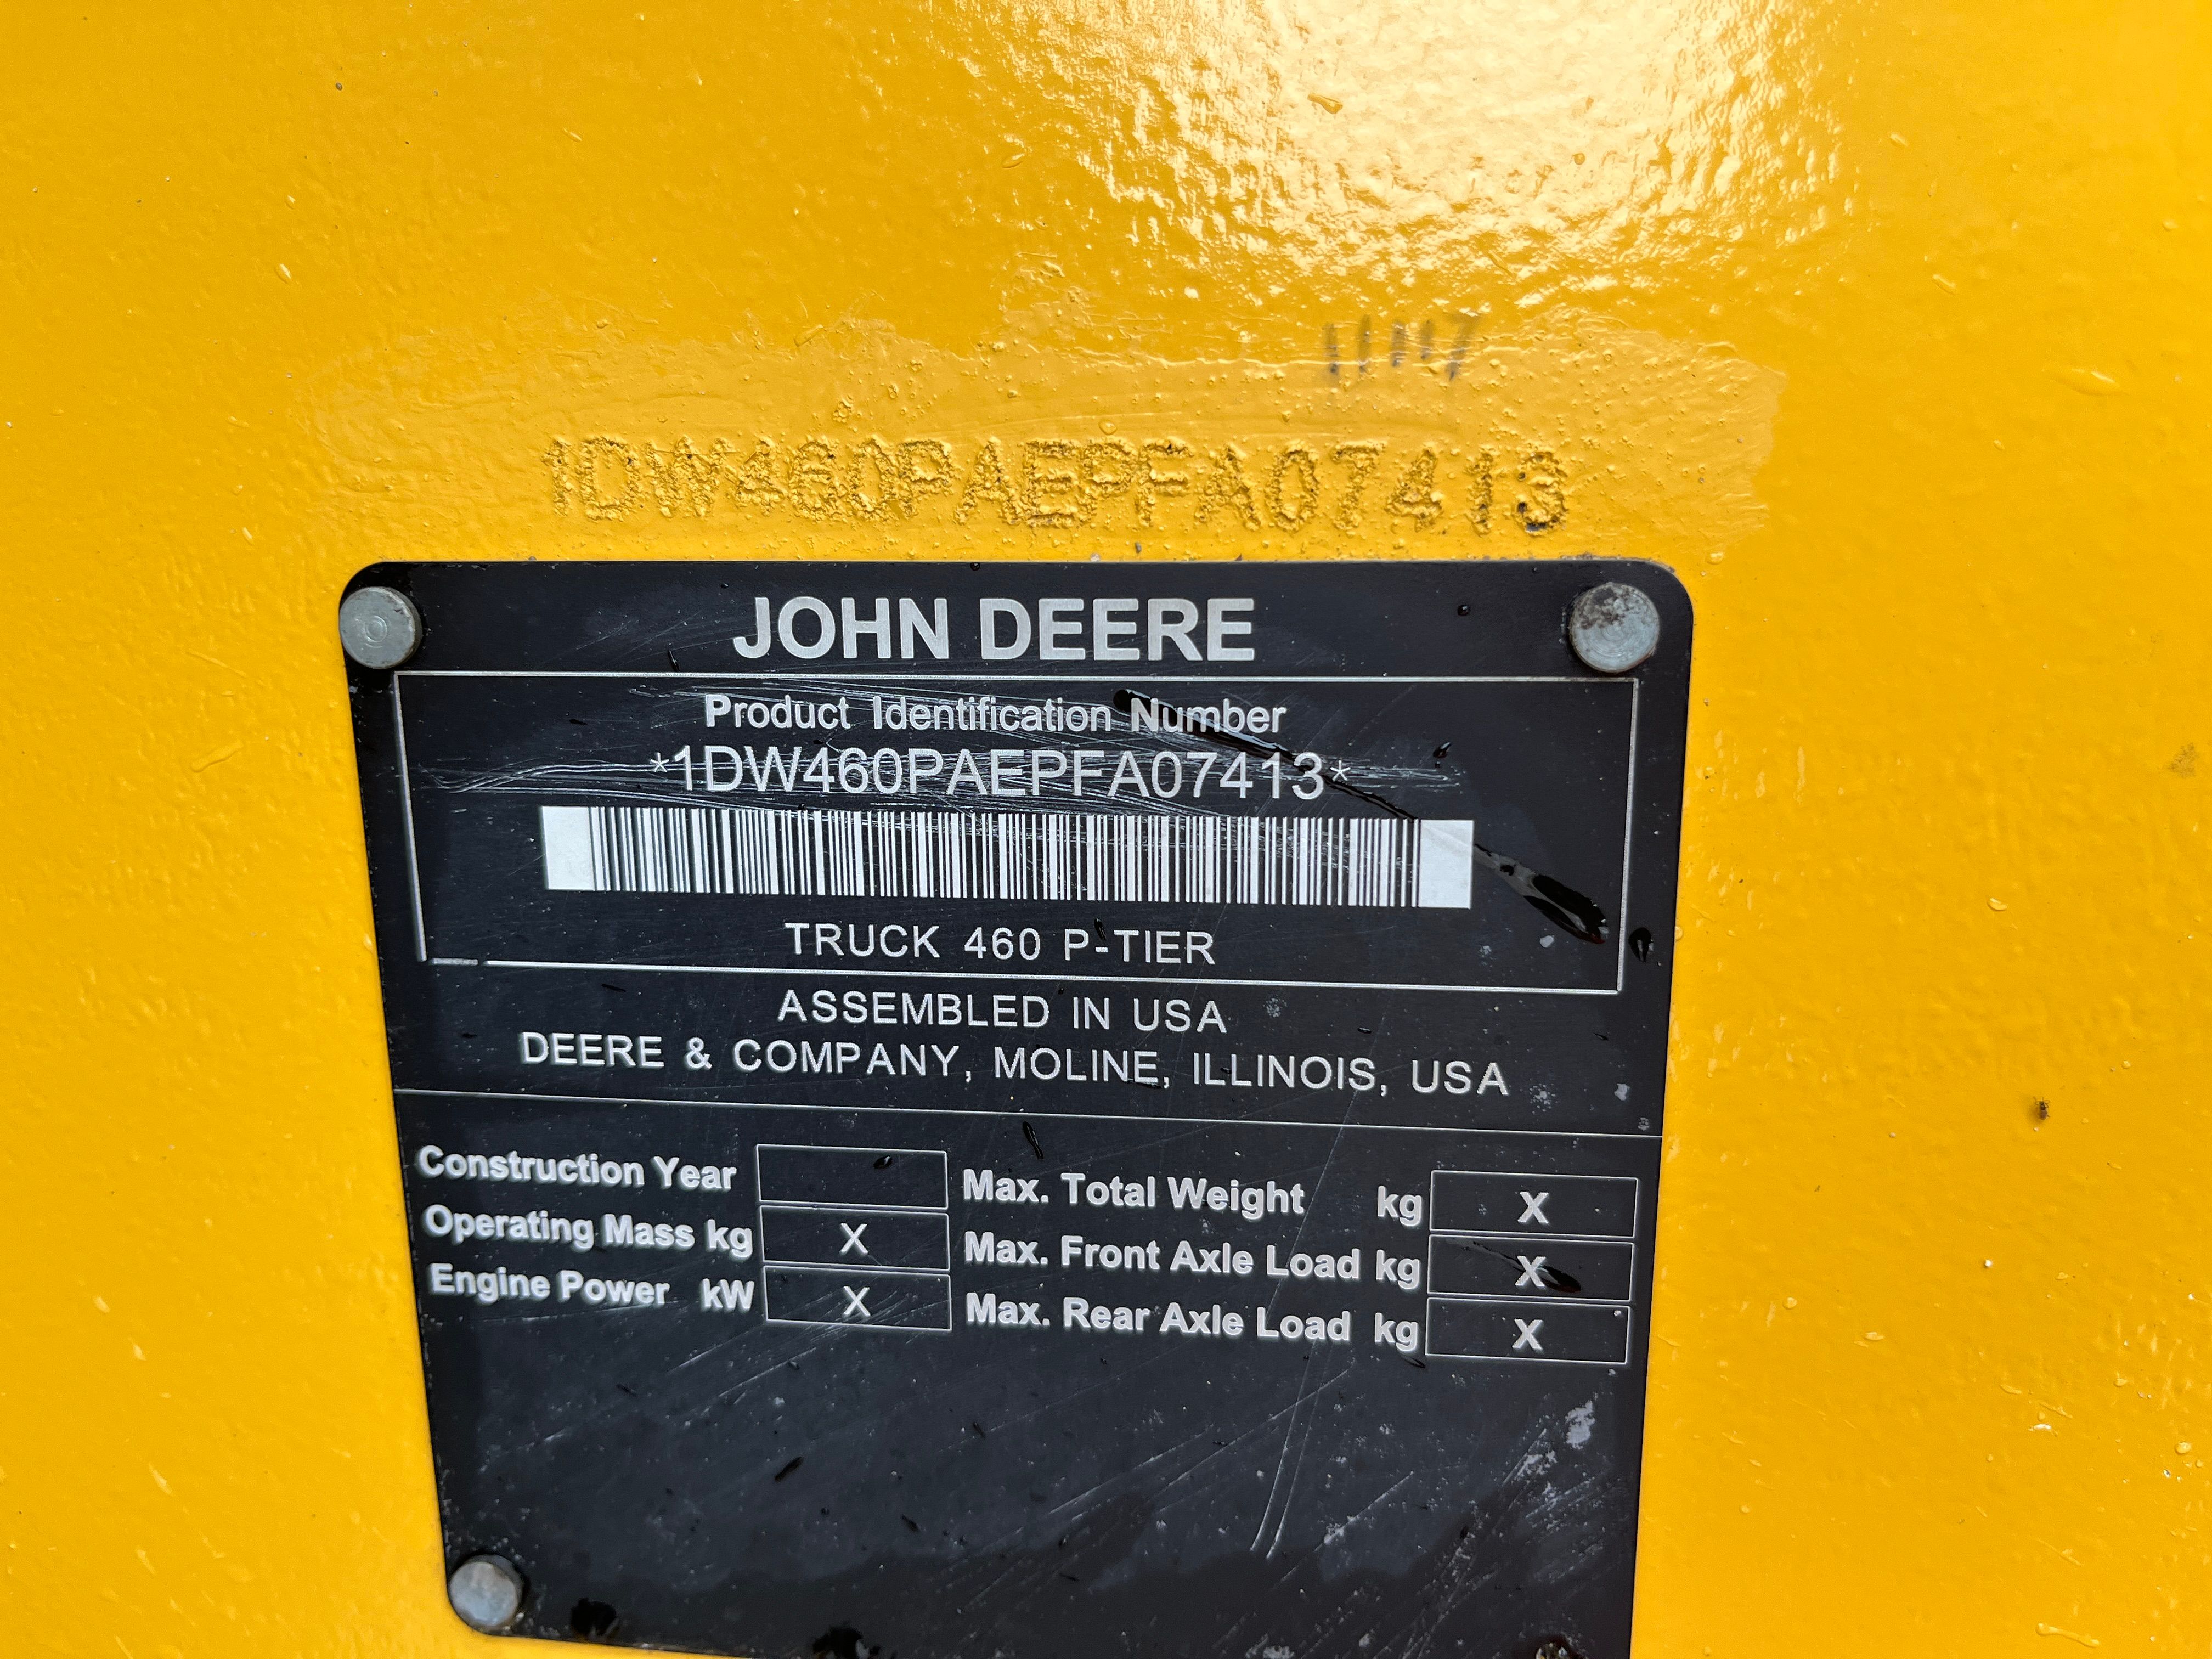 1DW460PAEPFA07413
JOHN DEERE
Product Identification Number
*1DW460PAEPFA07413*
TRUCK 460 P-TIER
ASSEMBLED IN USA
DEERE & COMPANY, MOLINE, ILLINOIS, USA
Construction Year
Operating Mass kg X
Engine Power kW X
Max. Total Weight kg X
Max. Front Axle Load kg X
Max. Rear Axle Load kg X